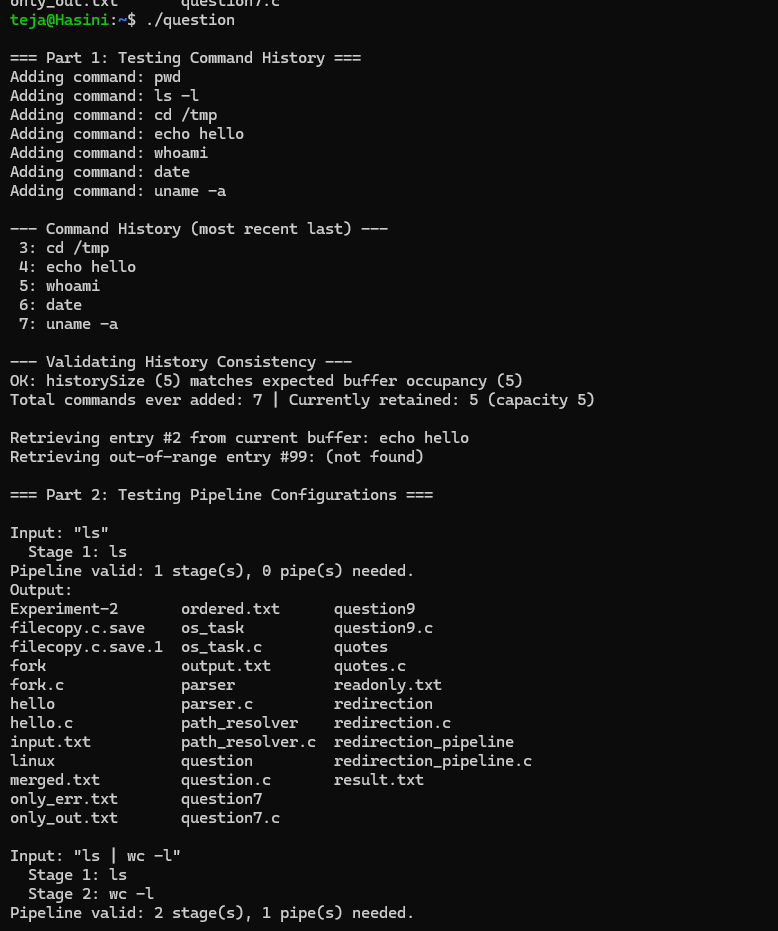 only_out.txt       question7.c
teja@Hasini:~$ ./question

=== Part 1: Testing Command History ===
Adding command: pwd
Adding command: ls -l
Adding command: cd /tmp
Adding command: echo hello
Adding command: whoami
Adding command: date
Adding command: uname -a

--- Command History (most recent last) ---
 3: cd /tmp
 4: echo hello
 5: whoami
 6: date
 7: uname -a

--- Validating History Consistency ---
OK: historySize (5) matches expected buffer occupancy (5)
Total commands ever added: 7 | Currently retained: 5 (capacity 5)

Retrieving entry #2 from current buffer: echo hello
Retrieving out-of-range entry #99: (not found)

=== Part 2: Testing Pipeline Configurations ===

Input: "ls"
  Stage 1: ls
Pipeline valid: 1 stage(s), 0 pipe(s) needed.
Output:
Experiment-2       ordered.txt      question9
filecopy.c.save    os_task          question9.c
filecopy.c.save.1  os_task.c        quotes
fork               output.txt       quotes.c
fork.c             parser           readonly.txt
hello              parser.c         redirection
hello.c            path_resolver    redirection.c
input.txt          path_resolver.c  redirection_pipeline
linux              question         redirection_pipeline.c
merged.txt         question.c       result.txt
only_err.txt       question7
only_out.txt       question7.c

Input: "ls | wc -l"
  Stage 1: ls
  Stage 2: wc -l
Pipeline valid: 2 stage(s), 1 pipe(s) needed.